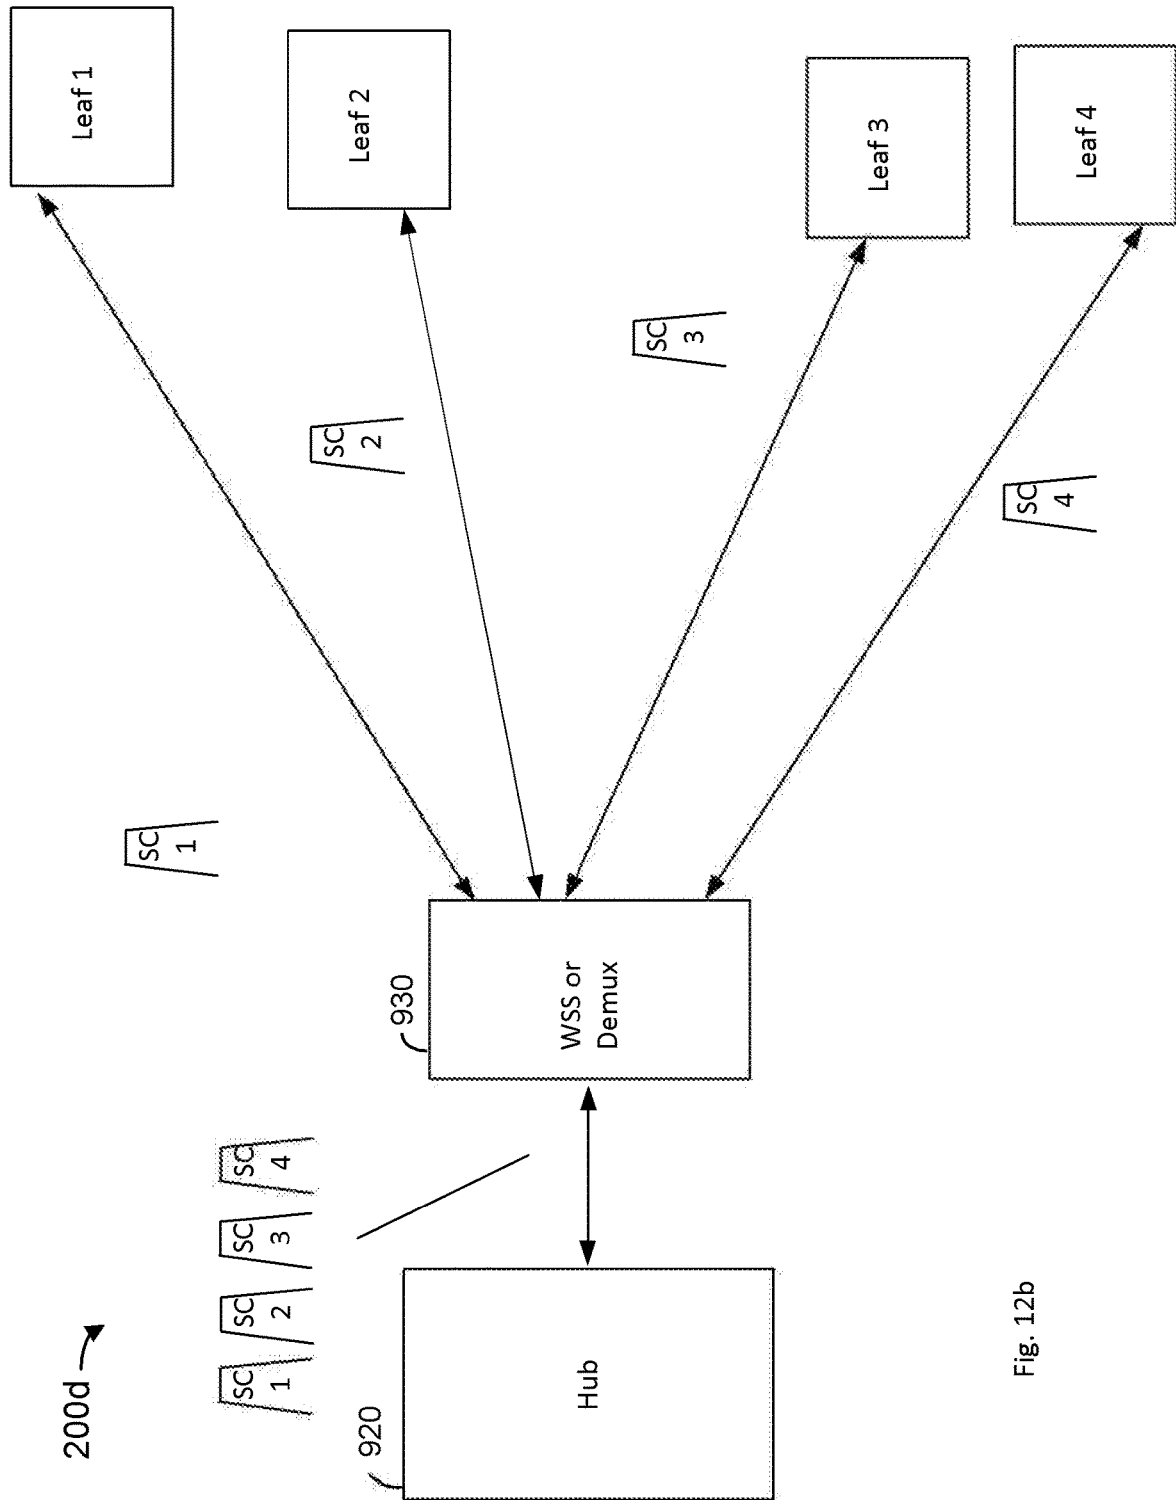 200d
SC
1
SC
2
SC
3
SC
4
920
Hub
930
WSS or
Demux
SC
1
SC
2
SC
3
SC
4
Leaf 1
Leaf 2
Leaf 3
Leaf 4
Fig. 12b